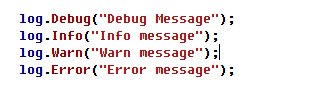 log.Debug("Debug Message");
log.Info("Info message");
log.Warn("Warn message");
log.Error("Error message");